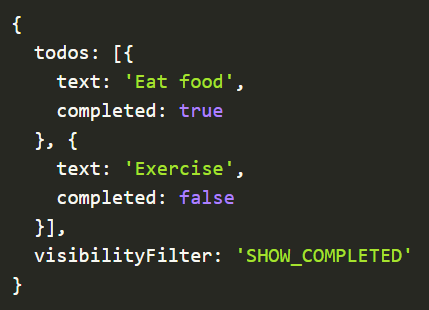 {
  todos: [{
    text: 'Eat food',
    completed: true
  }, {
    text: 'Exercise',
    completed: false
  }],
  visibilityFilter: 'SHOW_COMPLETED'
}